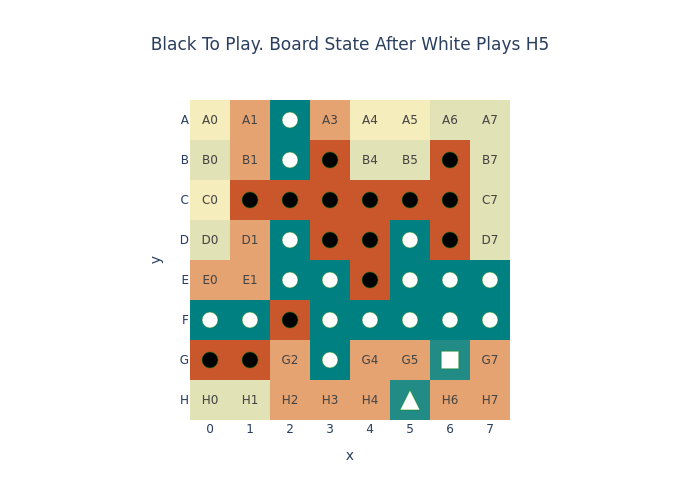 Black To Play. Board State After White Plays H5
A A0 A1 A3 A4 A5 A6 A7
B B0 B1 B4 B5 B7
C C0 C7
D D0 D1 D7
E E0 E1
F
G G2 G4 G5 G7
H H0 H1 H2 H3 H4 H6 H7
0 1 2 3 4 5 6 7
y
x